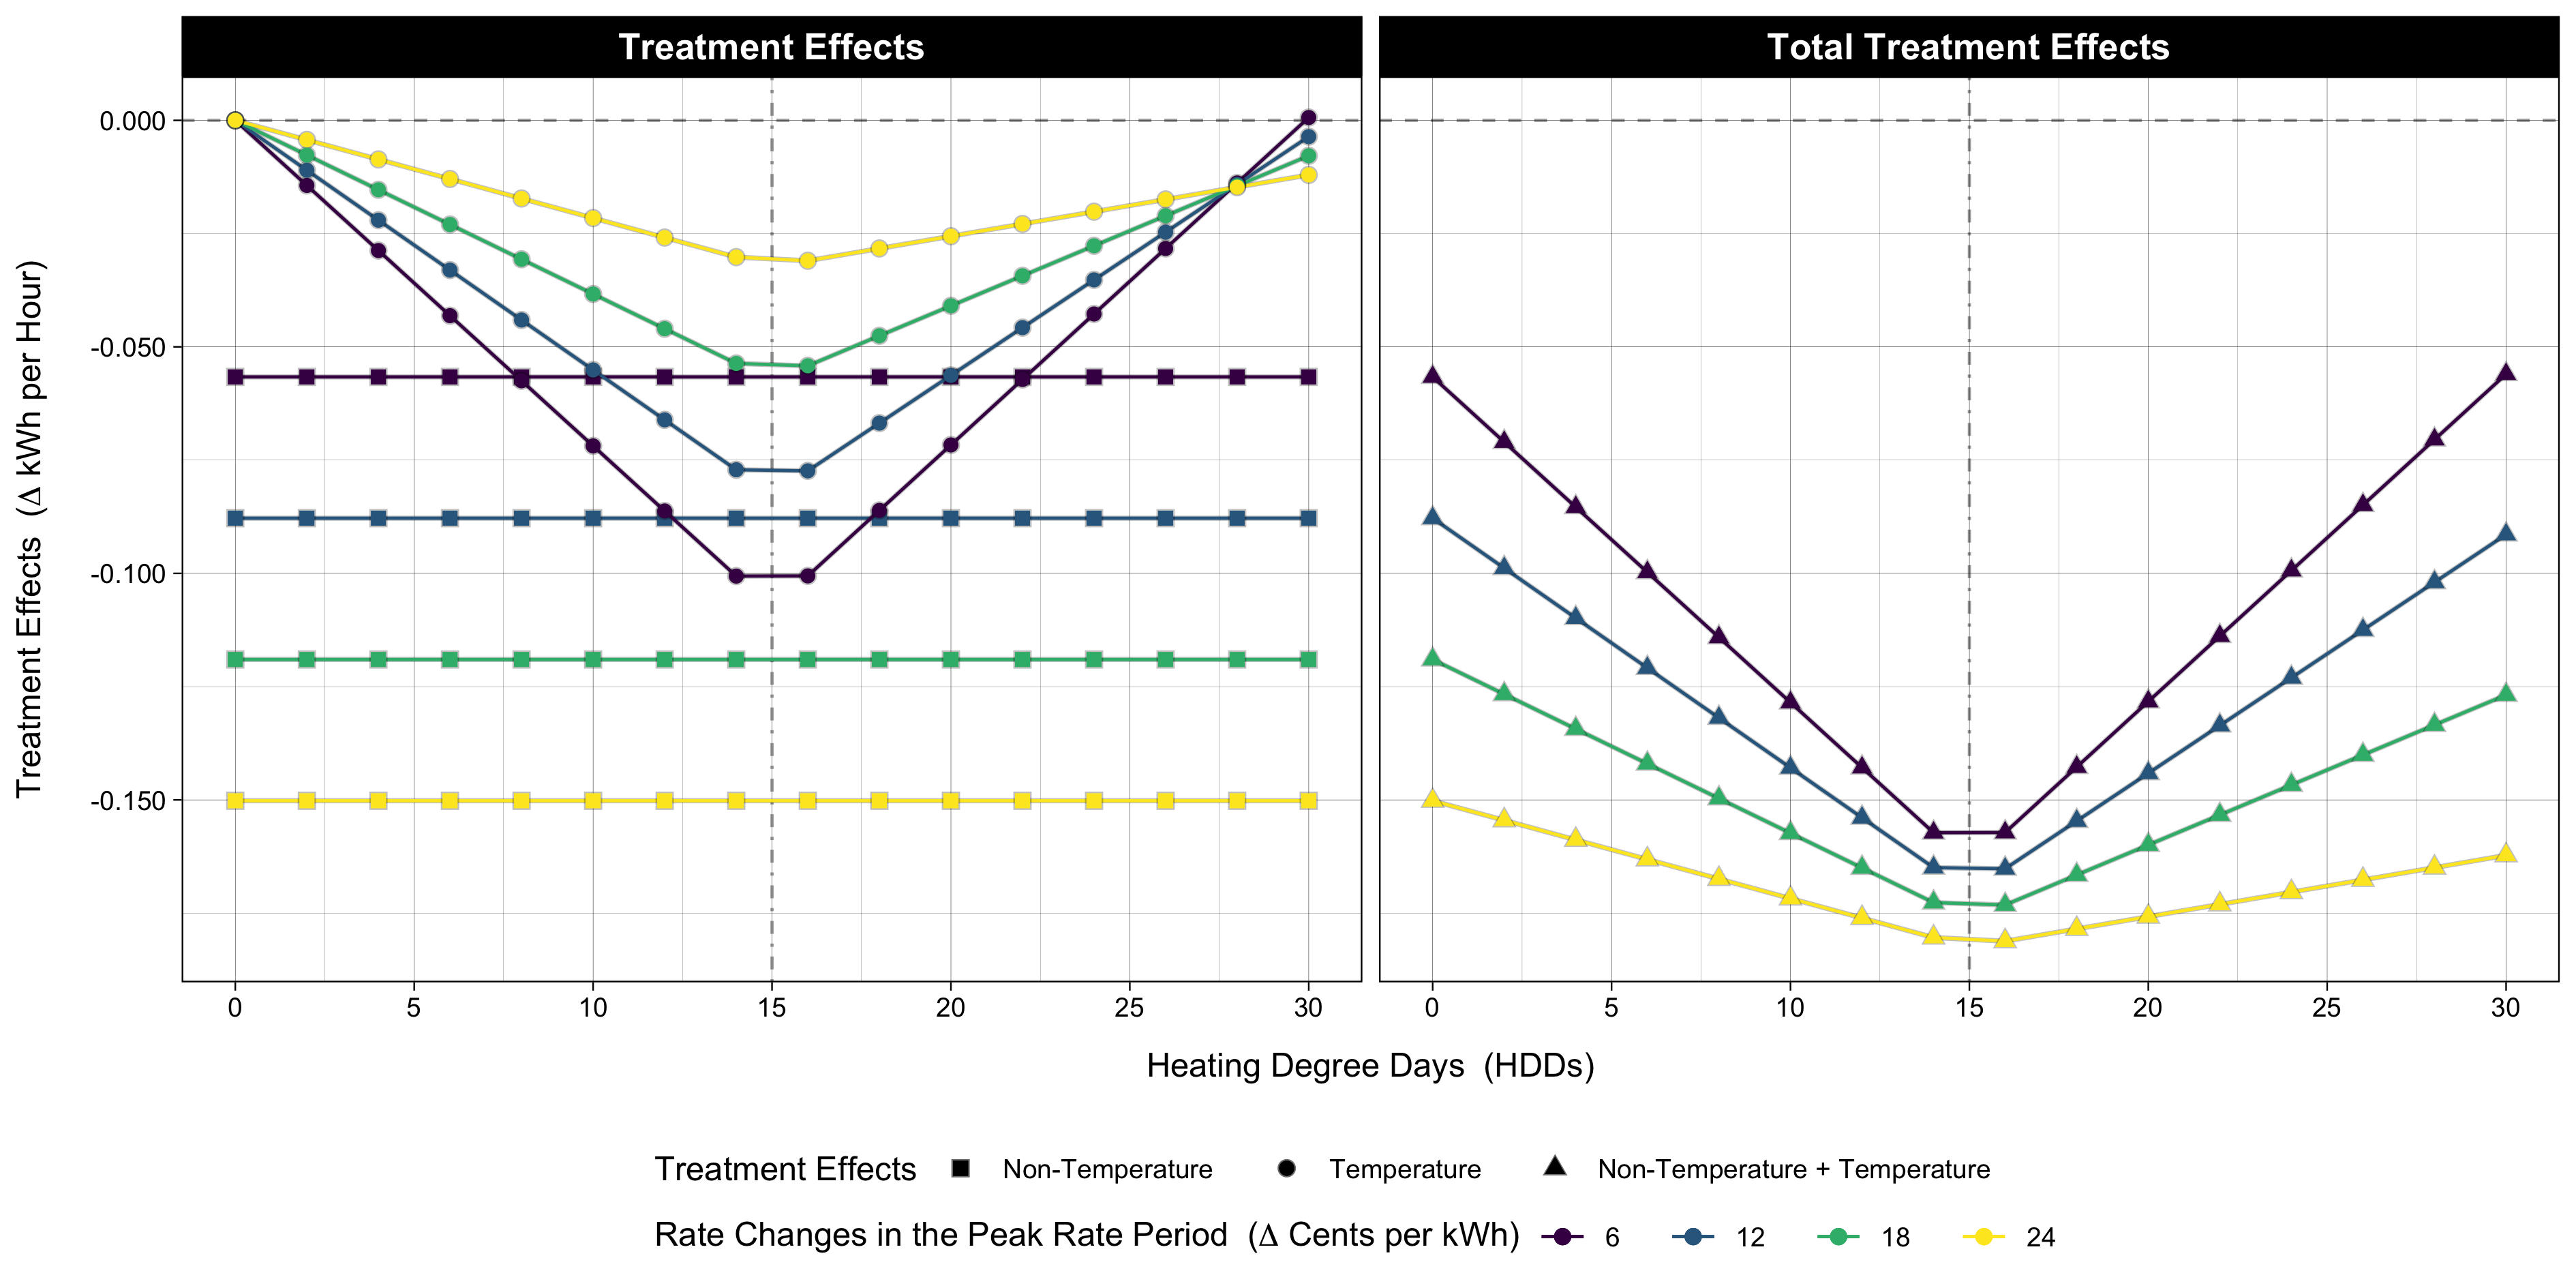 Treatment Effects
Total Treatment Effects
Treatment Effects (Δ kWh per Hour)
0.000
-0.050
-0.100
-0.150
0 5 10 15 20 25 30
0 5 10 15 20 25 30
Heating Degree Days (HDDs)
Treatment Effects Non-Temperature Temperature Non-Temperature + Temperature
Rate Changes in the Peak Rate Period (Δ Cents per kWh) 6 12 18 24